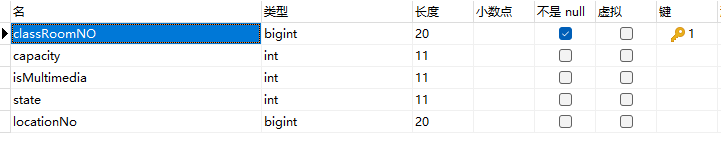 名 类型 长度 小数点 不是 null 虚拟 键
classRoomNO bigint 20 1
capacity int 11
isMultimedia int 11
state int 11
locationNo bigint 20